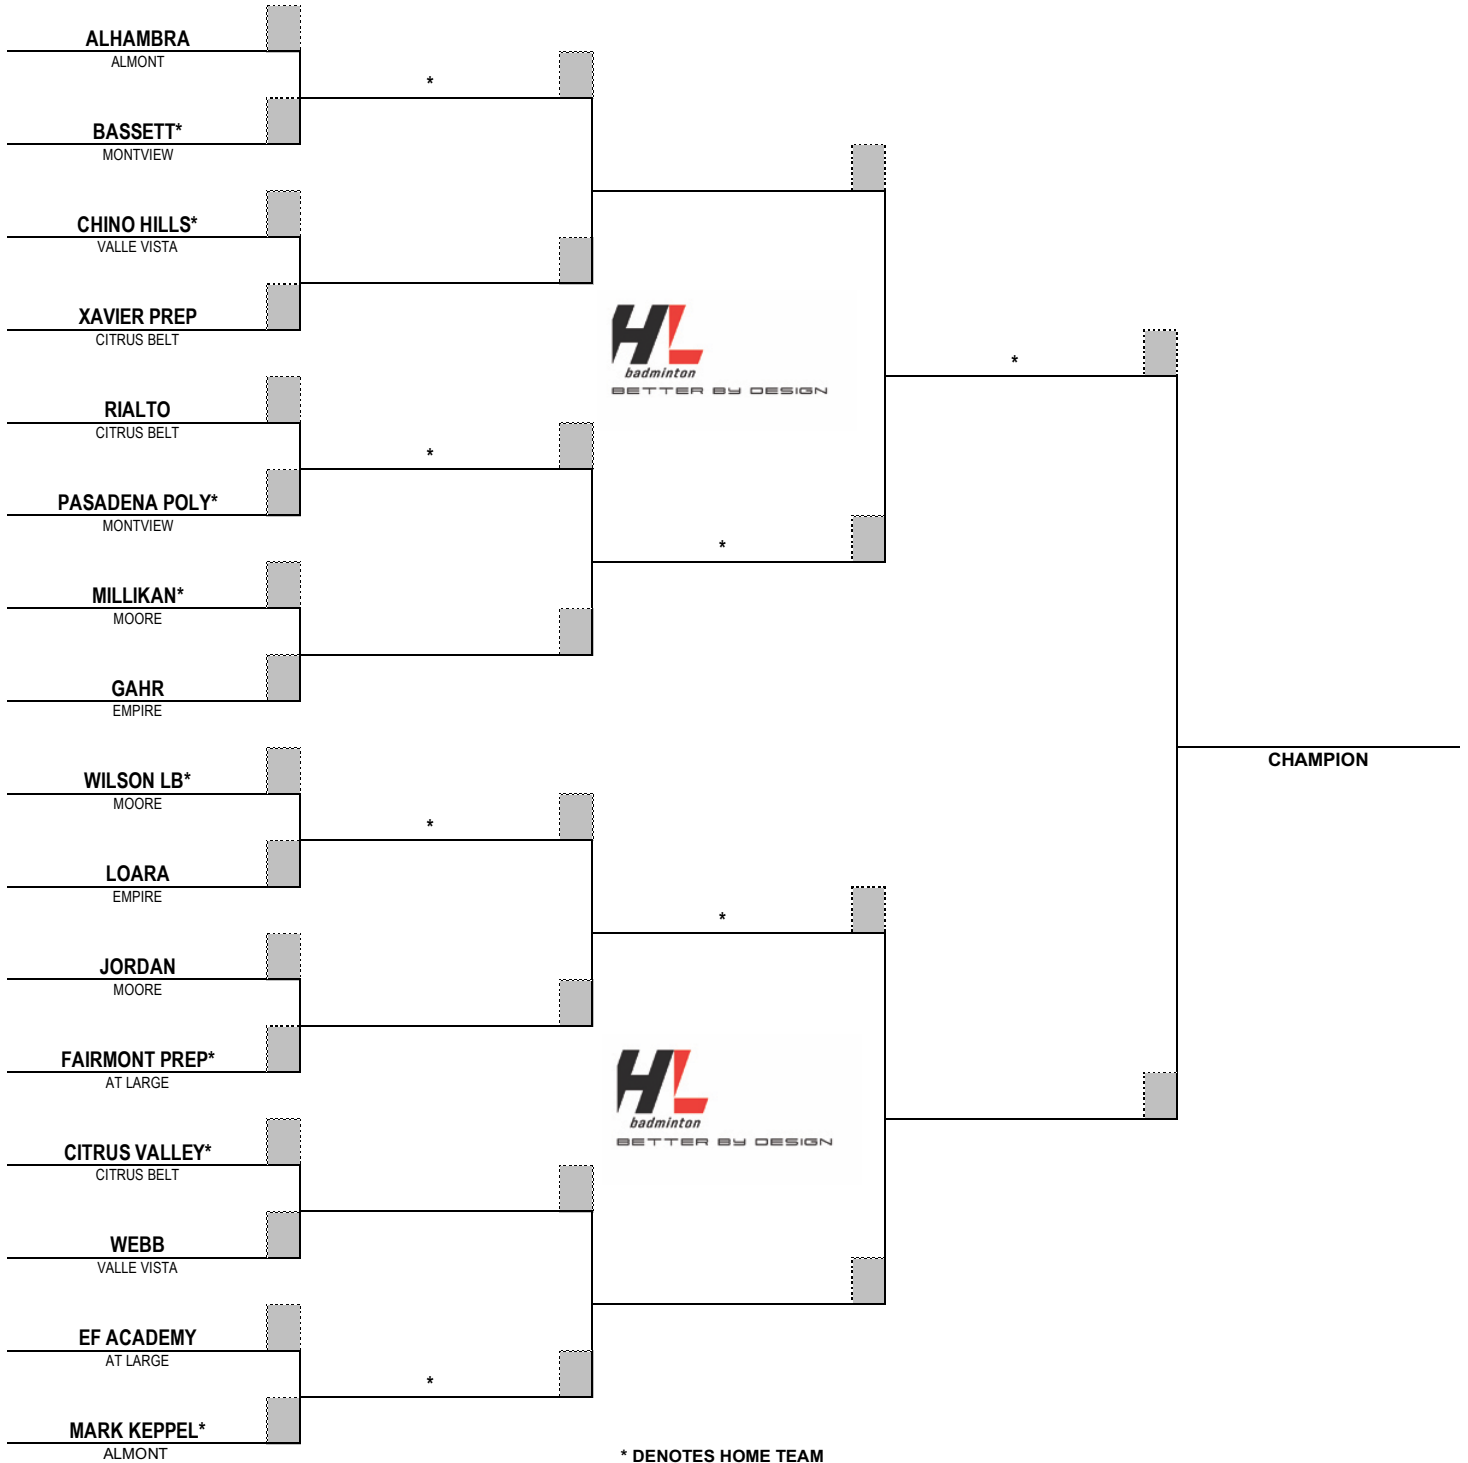 ALHAMBRA
ALMONT
*
BASSETT*
MONTVIEW
CHINO HILLS*
VALLE VISTA
XAVIER PREP
CITRUS BELT
HL
badminton
BETTER BY DESIGN
*
RIALTO
CITRUS BELT
*
PASADENA POLY*
MONTVIEW
*
MILLIKAN*
MOORE
GAHR
EMPIRE
CHAMPION
WILSON LB*
MOORE
*
LOARA
EMPIRE
*
JORDAN
MOORE
FAIRMONT PREP*
AT LARGE
HL
badminton
BETTER BY DESIGN
CITRUS VALLEY*
CITRUS BELT
WEBB
VALLE VISTA
EF ACADEMY
AT LARGE
*
MARK KEPPEL*
ALMONT
* DENOTES HOME TEAM